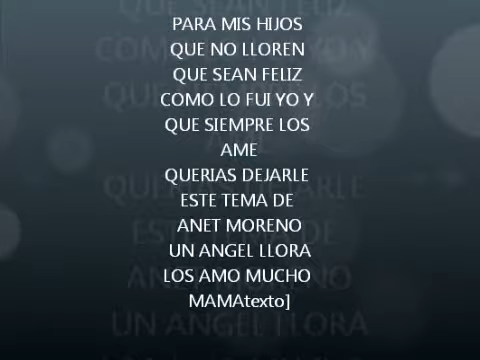 PARA MIS HIJOS
QUE NO LLOREN
QUE SEAN FELIZ
COMO LO FUI YO Y
QUE SIEMPRE LOS
AME
QUERIAS DEJARLE
ESTE TEMA DE
ANET MORENO
UN ANGEL LLORA
LOS AMO MUCHO
MAMAtexto]